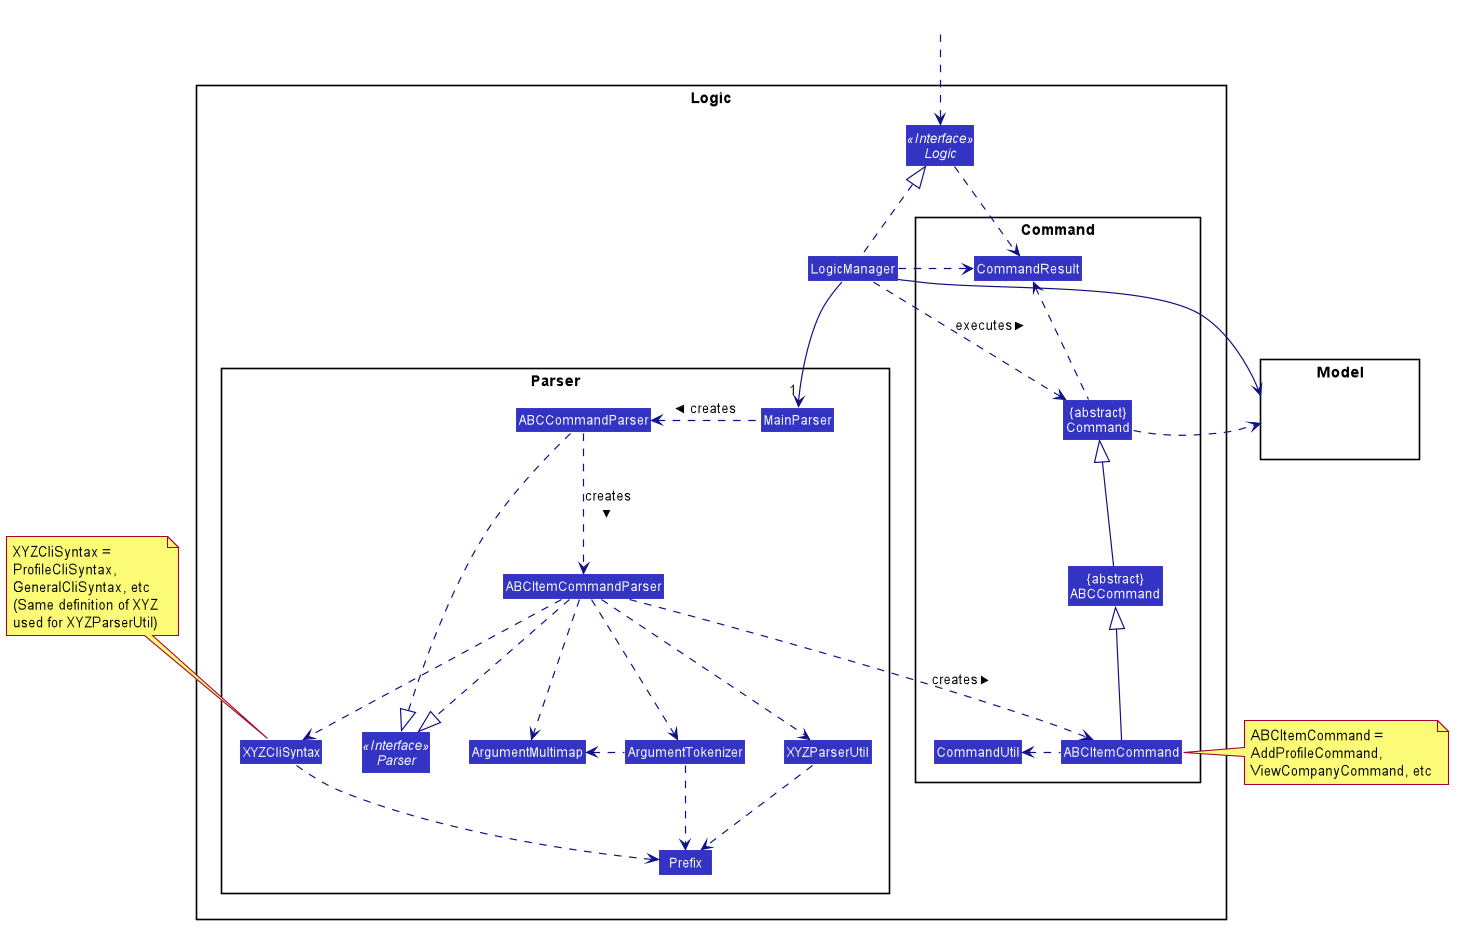 Logic
«Interface»
Logic
Command
LogicManager
CommandResult
executes ►
Parser
Model
1
◄ creates
ABCCommandParser
MainParser
{abstract}
Command
creates
▼
XYZCliSyntax =
ProfileCliSyntax,
GeneralCliSyntax, etc
(Same definition of XYZ
used for XYZParserUtil)
ABCItemCommandParser
{abstract}
ABCCommand
creates ►
XYZCliSyntax
«Interface»
Parser
ArgumentMultimap
ArgumentTokenizer
XYZParserUtil
CommandUtil
ABCItemCommand
ABCItemCommand =
AddProfileCommand,
ViewCompanyCommand, etc
Prefix